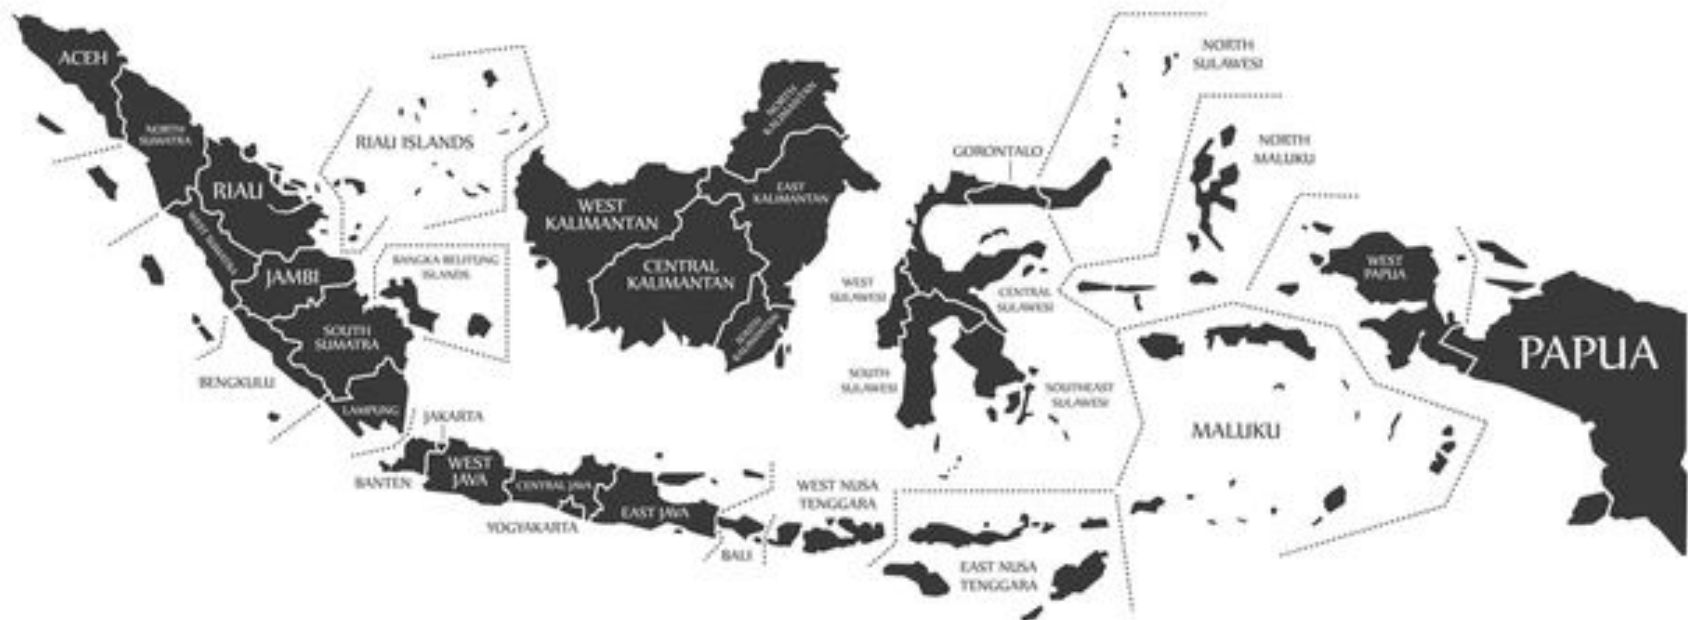 ACEH
NORTH
SUMATRA
RIAU
RIAU ISLANDS
WEST SUMATRA
JAMBI
BANGKA BELITUNG
ISLANDS
SOUTH
SUMATRA
BENGKULU
LAMPUNG
JAKARTA
BANTEN
WEST
JAVA
CENTRAL JAVA
YOGYAKARTA
EAST JAVA
BALI
WEST NUSA
TENGGARA
EAST NUSA
TENGGARA
NORTH
KALIMANTAN
EAST
KALIMANTAN
WEST
KALIMANTAN
CENTRAL
KALIMANTAN
SOUTH
KALIMANTAN
GORONTALO
NORTH
SULAWESI
WEST
SULAWESI
CENTRAL
SULAWESI
SOUTH
SULAWESI
SOUTHEAST
SULAWESI
NORTH
MALUKU
MALUKU
WEST
PAPUA
PAPUA